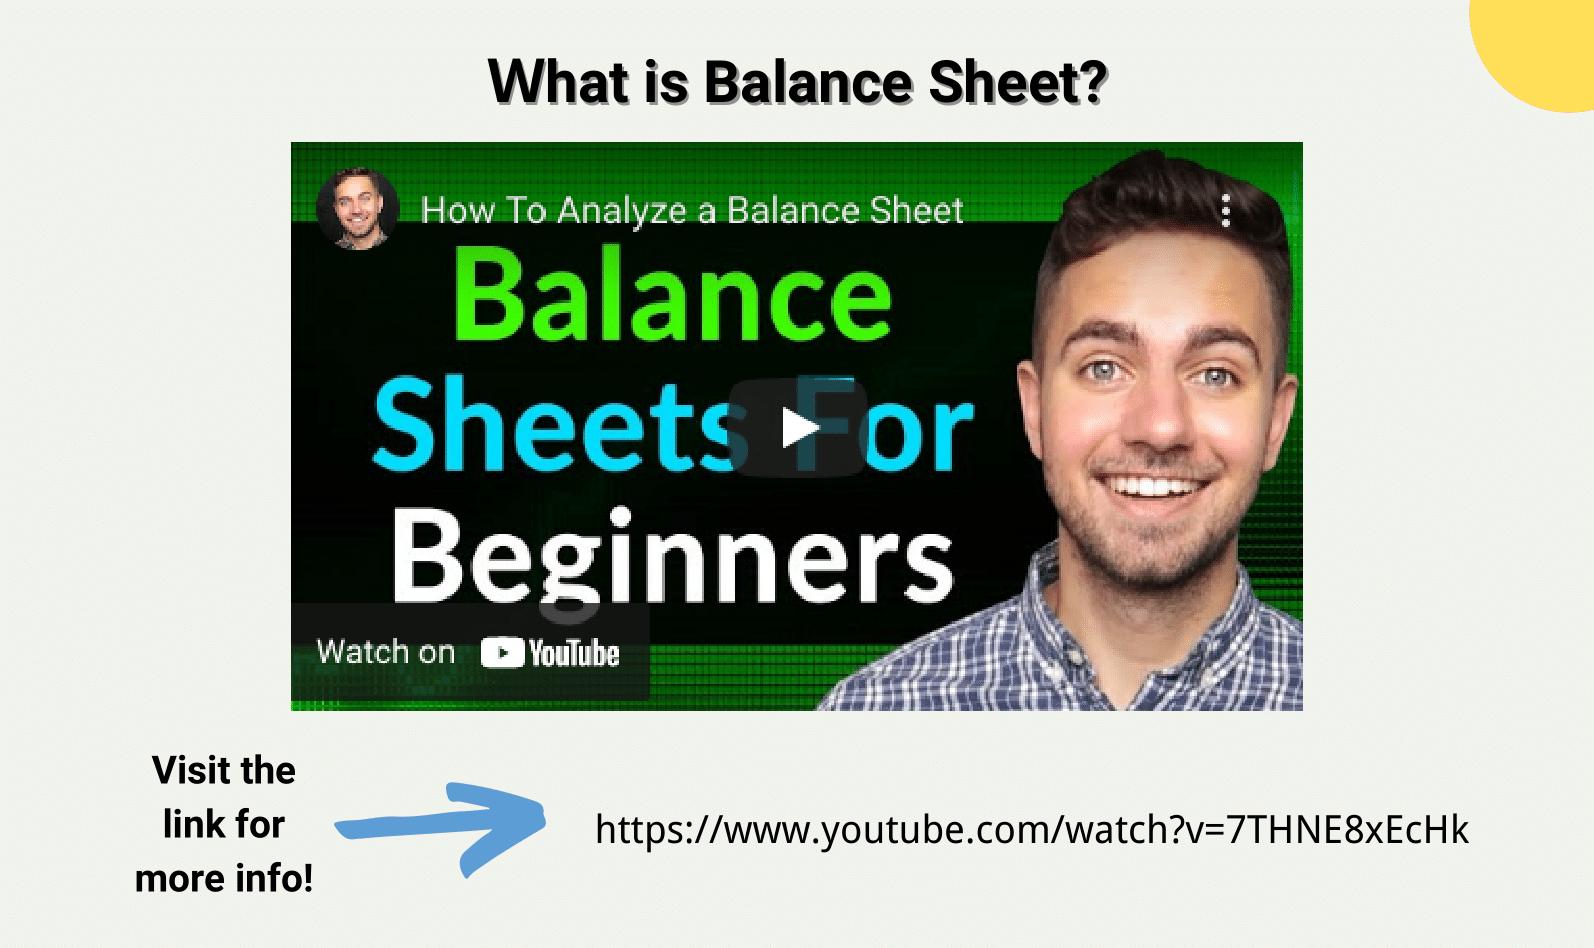 What is Balance Sheet?
How To Analyze a Balance Sheet
Balance
Sheets For
Beginners
Watch on YouTube
Visit the
link for
more info!
https://www.youtube.com/watch?v=7THNE8xEcHk